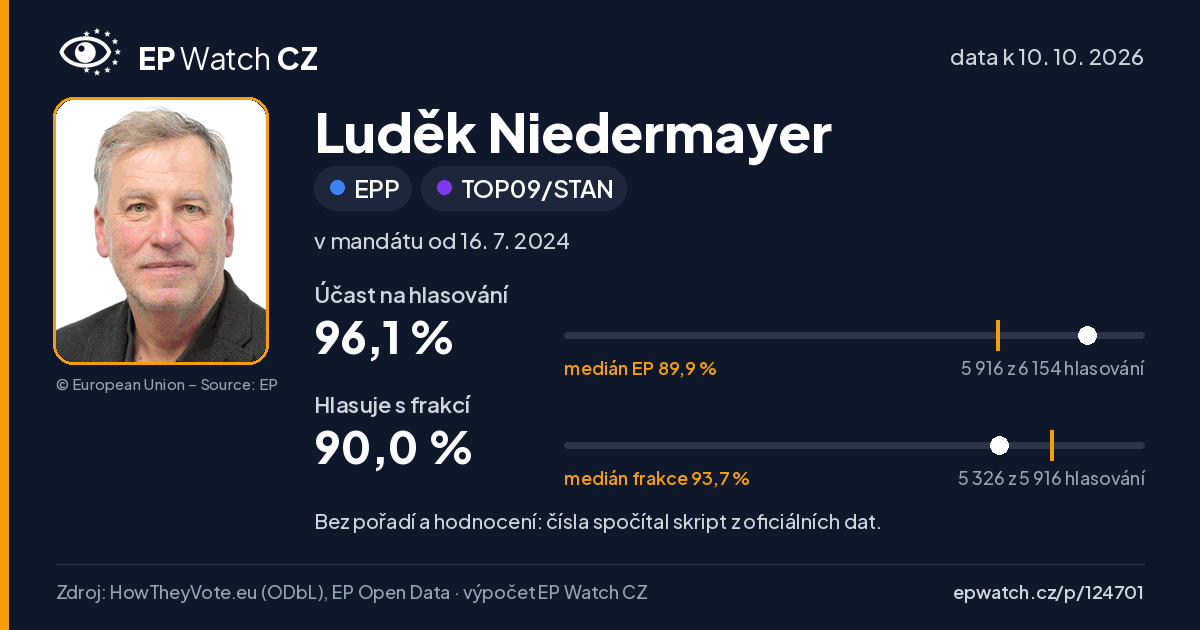 EP Watch CZ
data k 10. 10. 2026
Luděk Niedermayer
EPP
TOP09/STAN
v mandátu od 16. 7. 2024
Účast na hlasování
96,1 %
medián EP 89,9 %
5 916 z 6 154 hlasování
© European Union – Source: EP
Hlasuje s frakcí
90,0 %
medián frakce 93,7 %
5 326 z 5 916 hlasování
Bez pořadí a hodnocení: čísla spočítal skript z oficiálních dat.
Zdroj: HowTheyVote.eu (ODbL), EP Open Data · výpočet EP Watch CZ
epwatch.cz/p/124701